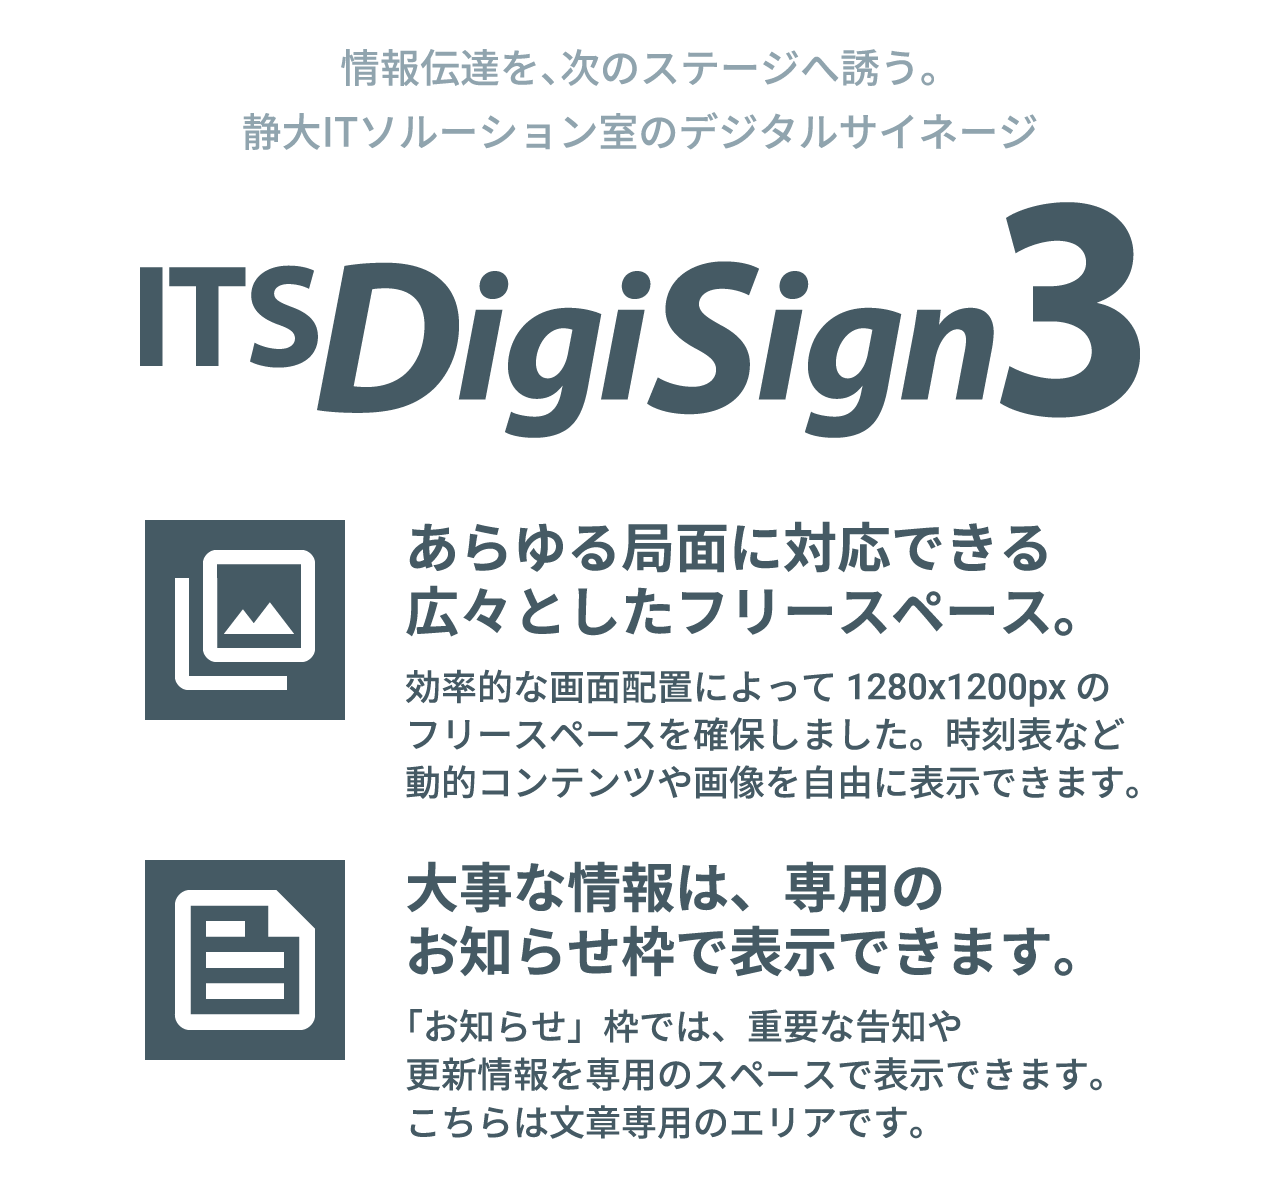 情報伝達を、次のステージへ誘う。
静大ITソルーション室のデジタルサイネージ
ITSDigiSign3
あらゆる局面に対応できる
広々としたフリースペース。
効率的な画面配置によって 1280x1200px の
フリースペースを確保しました。時刻表など
動的コンテンツや画像を自由に表示できます。
大事な情報は、専用の
お知らせ枠で表示できます。
「お知らせ」枠では、重要な告知や
更新情報を専用のスペースで表示できます。
こちらは文章専用のエリアです。